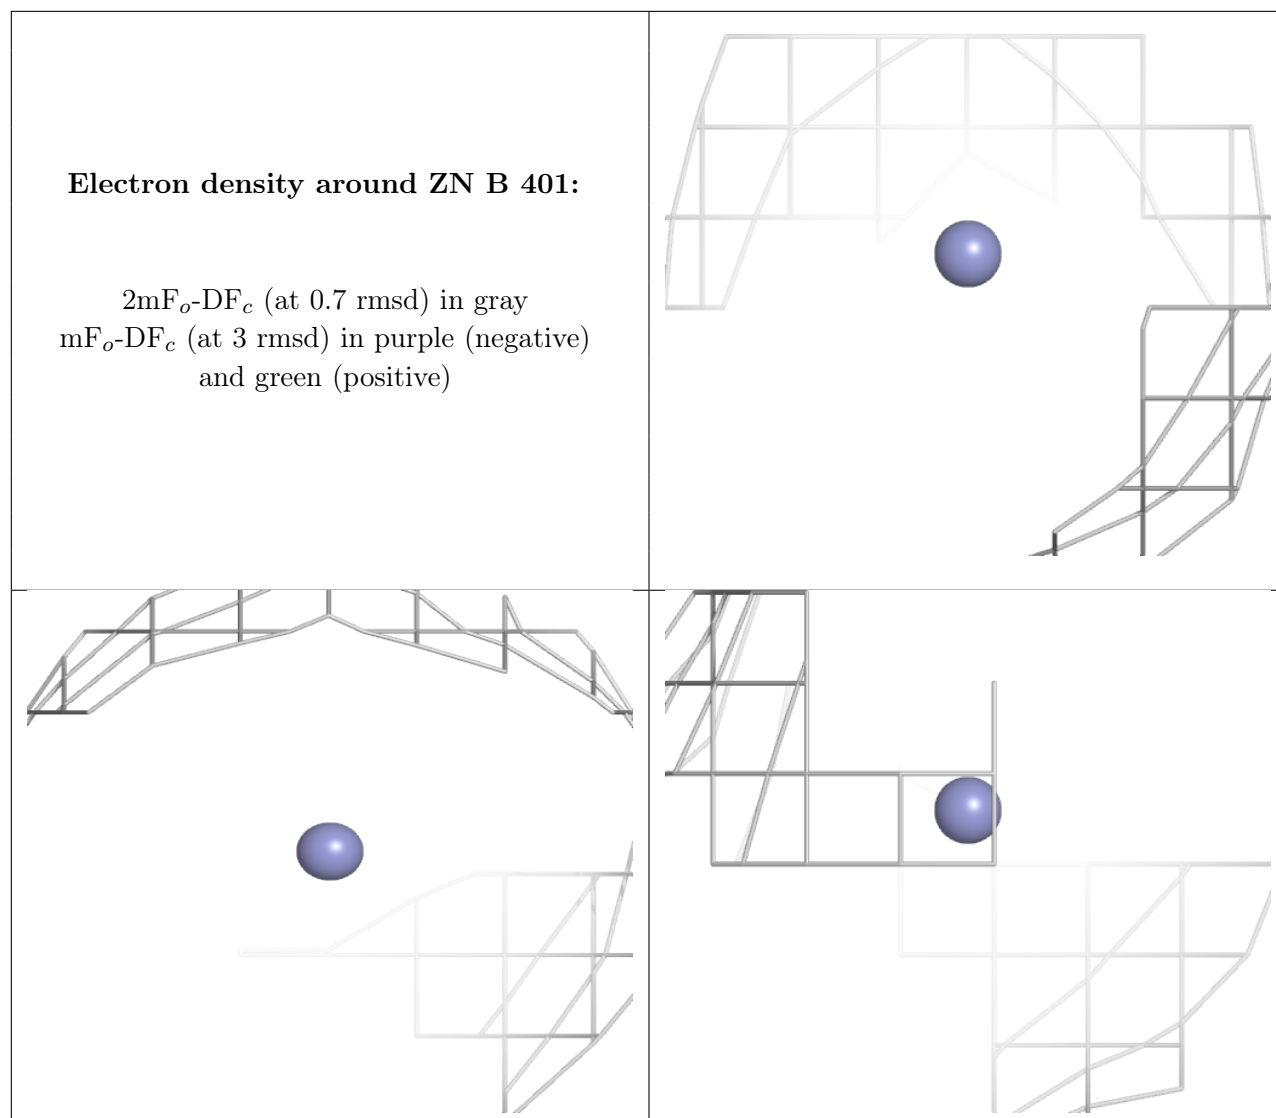 Electron density around ZN B 401:
2mFo-DFc (at 0.7 rmsd) in gray
mFo-DFc (at 3 rmsd) in purple (negative)
and green (positive)